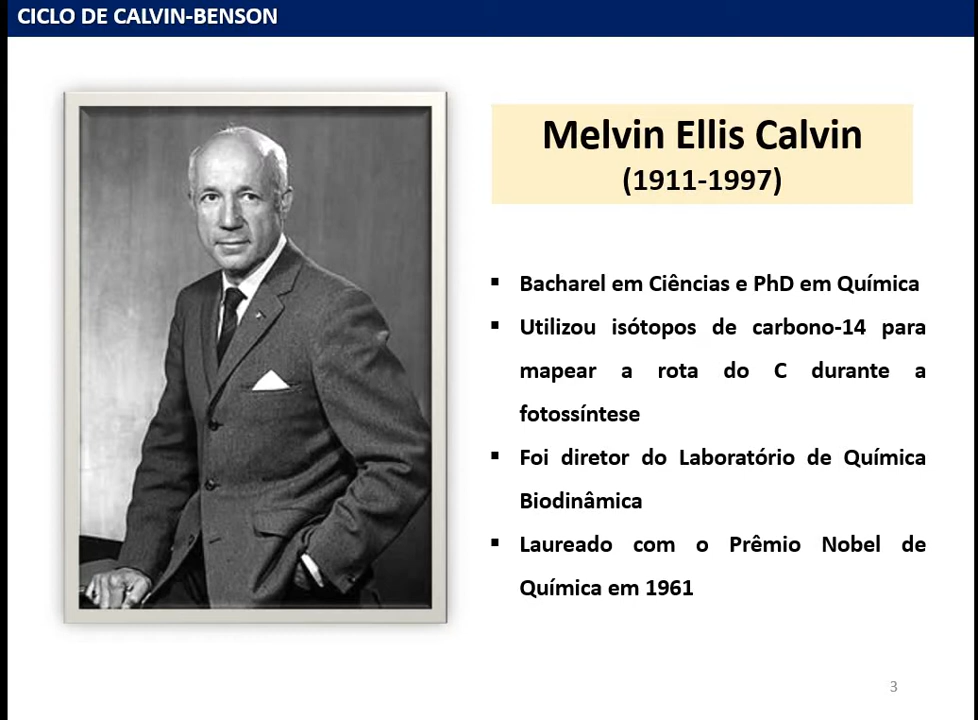 CICLO DE CALVIN-BENSON
Melvin Ellis Calvin
(1911-1997)
▪ Bacharel em Ciências e PhD em Química
▪ Utilizou isótopos de carbono-14 para
mapear a rota do C durante a
fotossíntese
▪ Foi diretor do Laboratório de Química
Biodinâmica
▪ Laureado com o Prêmio Nobel de
Química em 1961
3